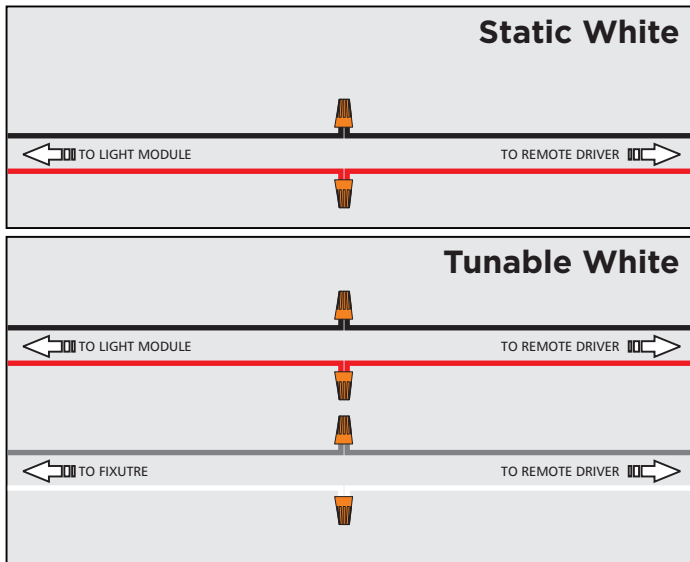 Static White
TO LIGHT MODULE
TO REMOTE DRIVER
Tunable White
TO LIGHT MODULE
TO REMOTE DRIVER
TO FIXUTRE
TO REMOTE DRIVER